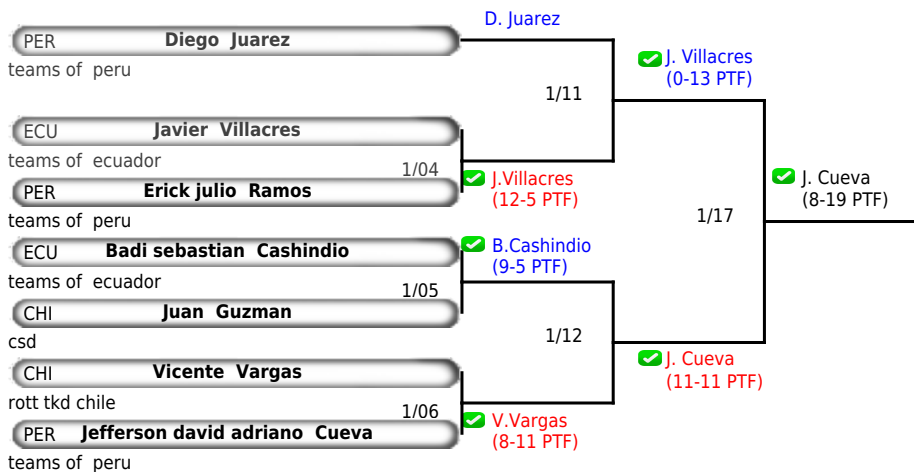 D. Juarez
PER Diego Juarez
teams of peru
J. Villacres
(0-13 PTF)
1/11
ECU Javier Villacres
teams of ecuador
1/04
J.Villacres
(12-5 PTF)
PER Erick julio Ramos
teams of peru
J. Cueva
(8-19 PTF)
1/17
ECU Badi sebastian Cashindio
B.Cashindio
(9-5 PTF)
teams of ecuador
1/05
CHI Juan Guzman
csd
1/12
J. Cueva
(11-11 PTF)
CHI Vicente Vargas
rott tkd chile
1/06
V.Vargas
(8-11 PTF)
PER Jefferson david adriano Cueva
teams of peru